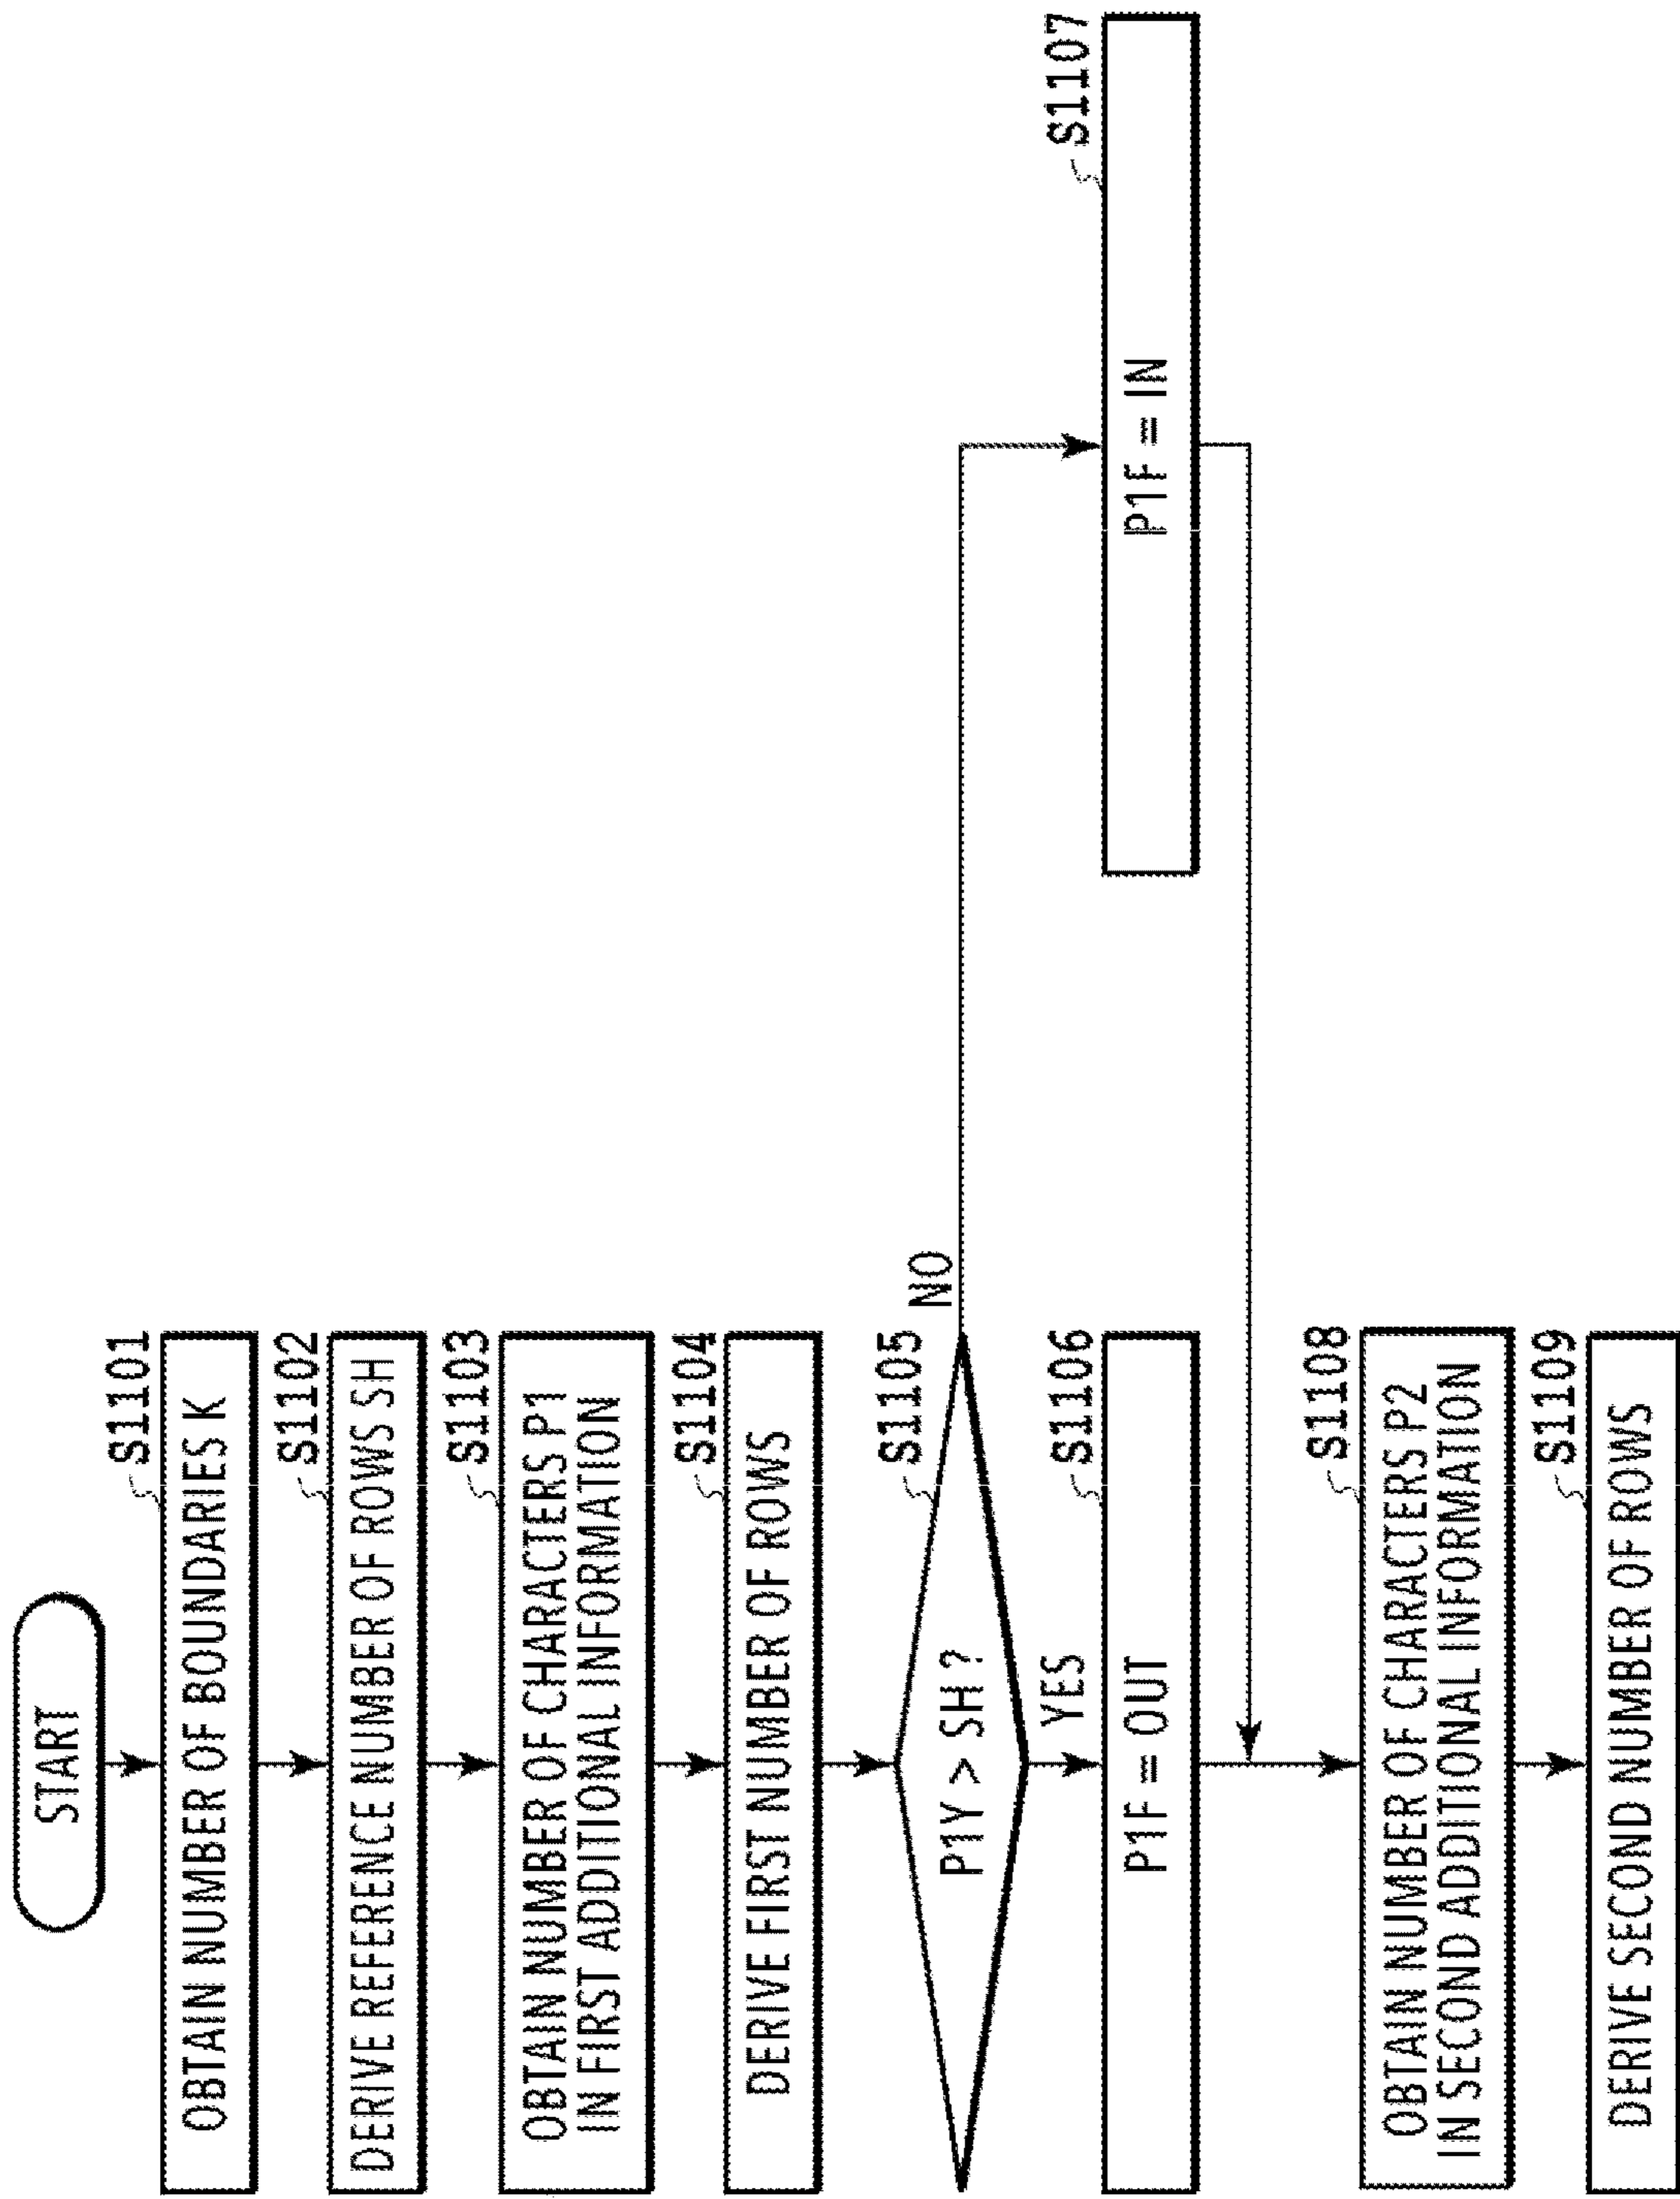 START
S1101
OBTAIN NUMBER OF BOUNDARIES K
S1102
DERIVE REFERENCE NUMBER OF ROWS SH
S1103
OBTAIN NUMBER OF CHARACTERS P1
IN FIRST ADDITIONAL INFORMATION
S1104
DERIVE FIRST NUMBER OF ROWS
S1105
P1Y > SH ?
NO
YES
S1106
P1F = OUT
S1107
P1F = IN
S1108
OBTAIN NUMBER OF CHARACTERS P2
IN SECOND ADDITIONAL INFORMATION
S1109
DERIVE SECOND NUMBER OF ROWS